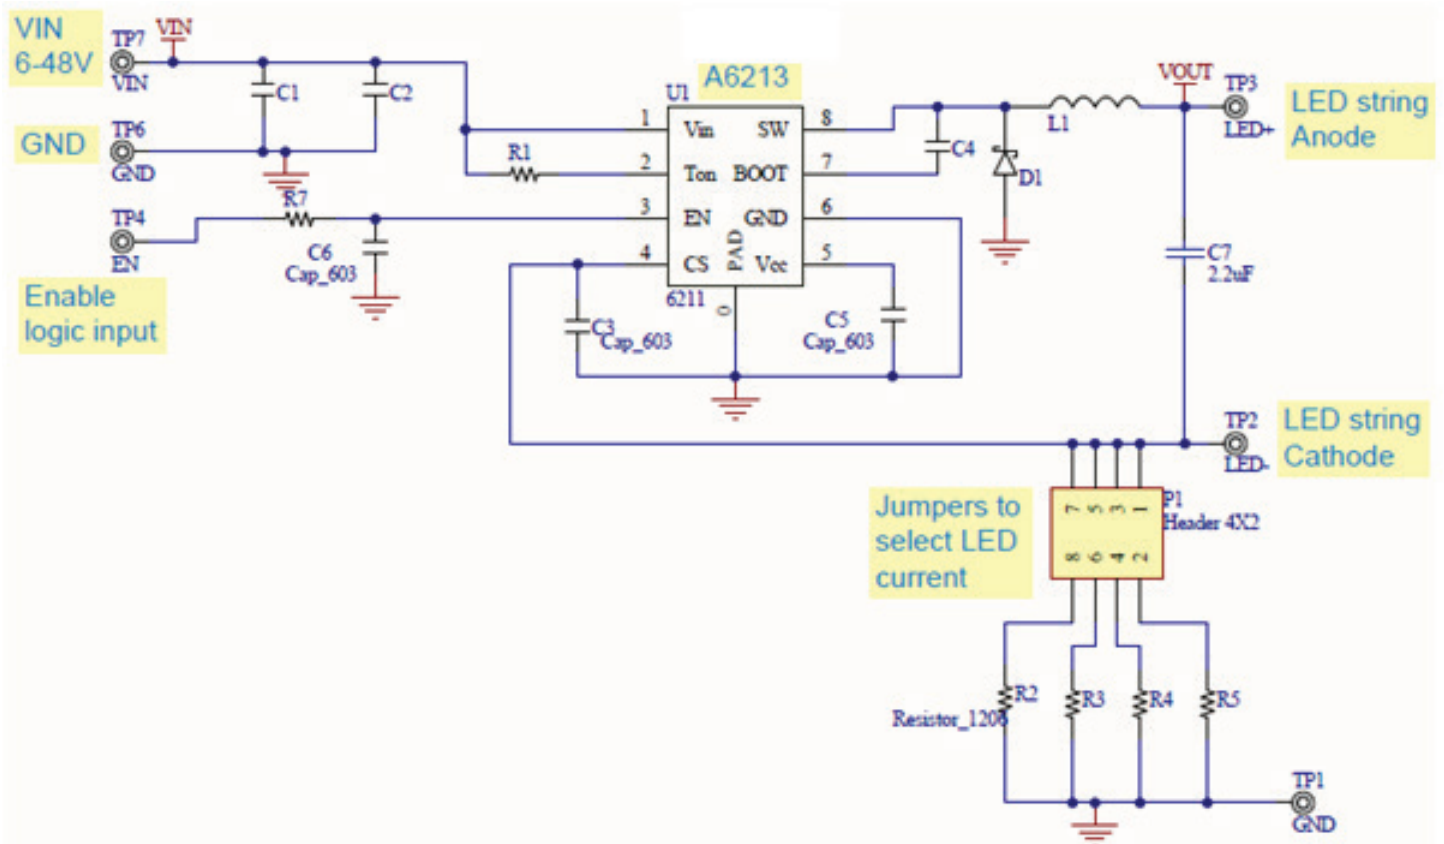 VIN
6-48V
TP7
VIN
VIN
C1
C2
GND
TP6
GND
R1
R7
TP4
EN
C6
Cap_603
Enable
logic input
A6213
U1
1
Vin
SW
8
2
Ton
BOOT
7
3
EN
GND
6
4
CS
PAD
Vcc
5
6211
0
C3
Cap_603
C5
Cap_603
C4
D1
L1
VOUT
TP3
LED+
LED string
Anode
C7
2.2uF
TP2
LED-
LED string
Cathode
Jumpers to
select LED
current
P1
Header 4X2
7 5 3 1
8 6 4 2
R2
Resistor_1206
R3
R4
R5
TP1
GND